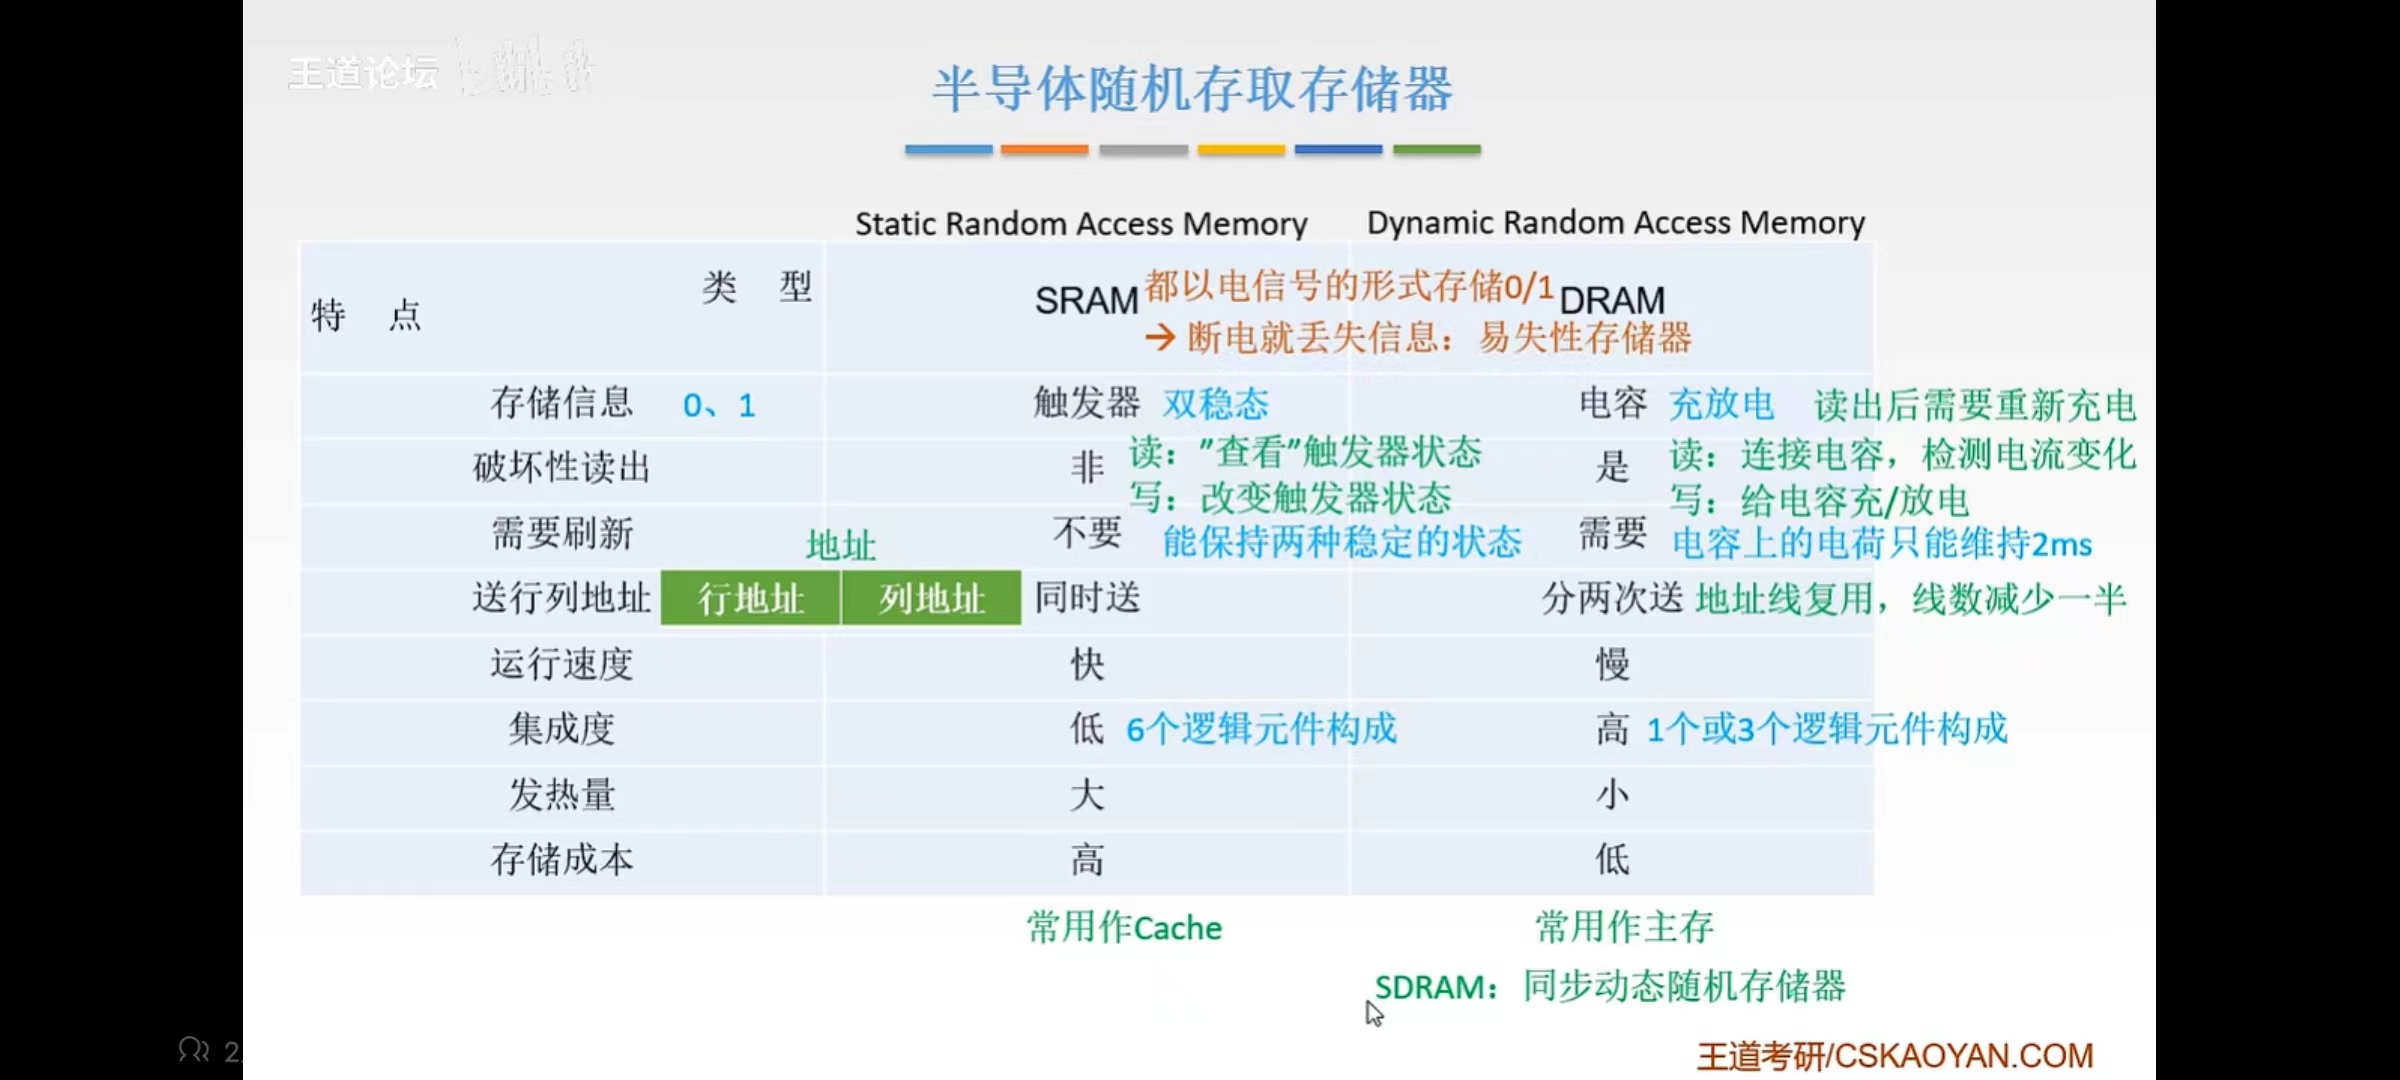 王道论坛
半导体随机存取存储器
Static Random Access Memory
Dynamic Random Access Memory
类 型
特 点
SRAM
都以电信号的形式存储0/1
→ 断电就丢失信息：易失性存储器
DRAM
存储信息 0、1
触发器 双稳态
电容 充放电 读出后需要重新充电
破坏性读出
非
读："查看"触发器状态
写：改变触发器状态
是
读：连接电容，检测电流变化
写：给电容充/放电
需要刷新
不要 能保持两种稳定的状态
需要 电容上的电荷只能维持2ms
地址
送行列地址 行地址 列地址
同时送
分两次送 地址线复用，线数减少一半
运行速度 快 慢
集成度
低 6个逻辑元件构成
高 1个或3个逻辑元件构成
发热量 大 小
存储成本 高 低
常用作Cache
常用作主存
SDRAM：同步动态随机存储器
王道考研/CSKAOYAN.COM